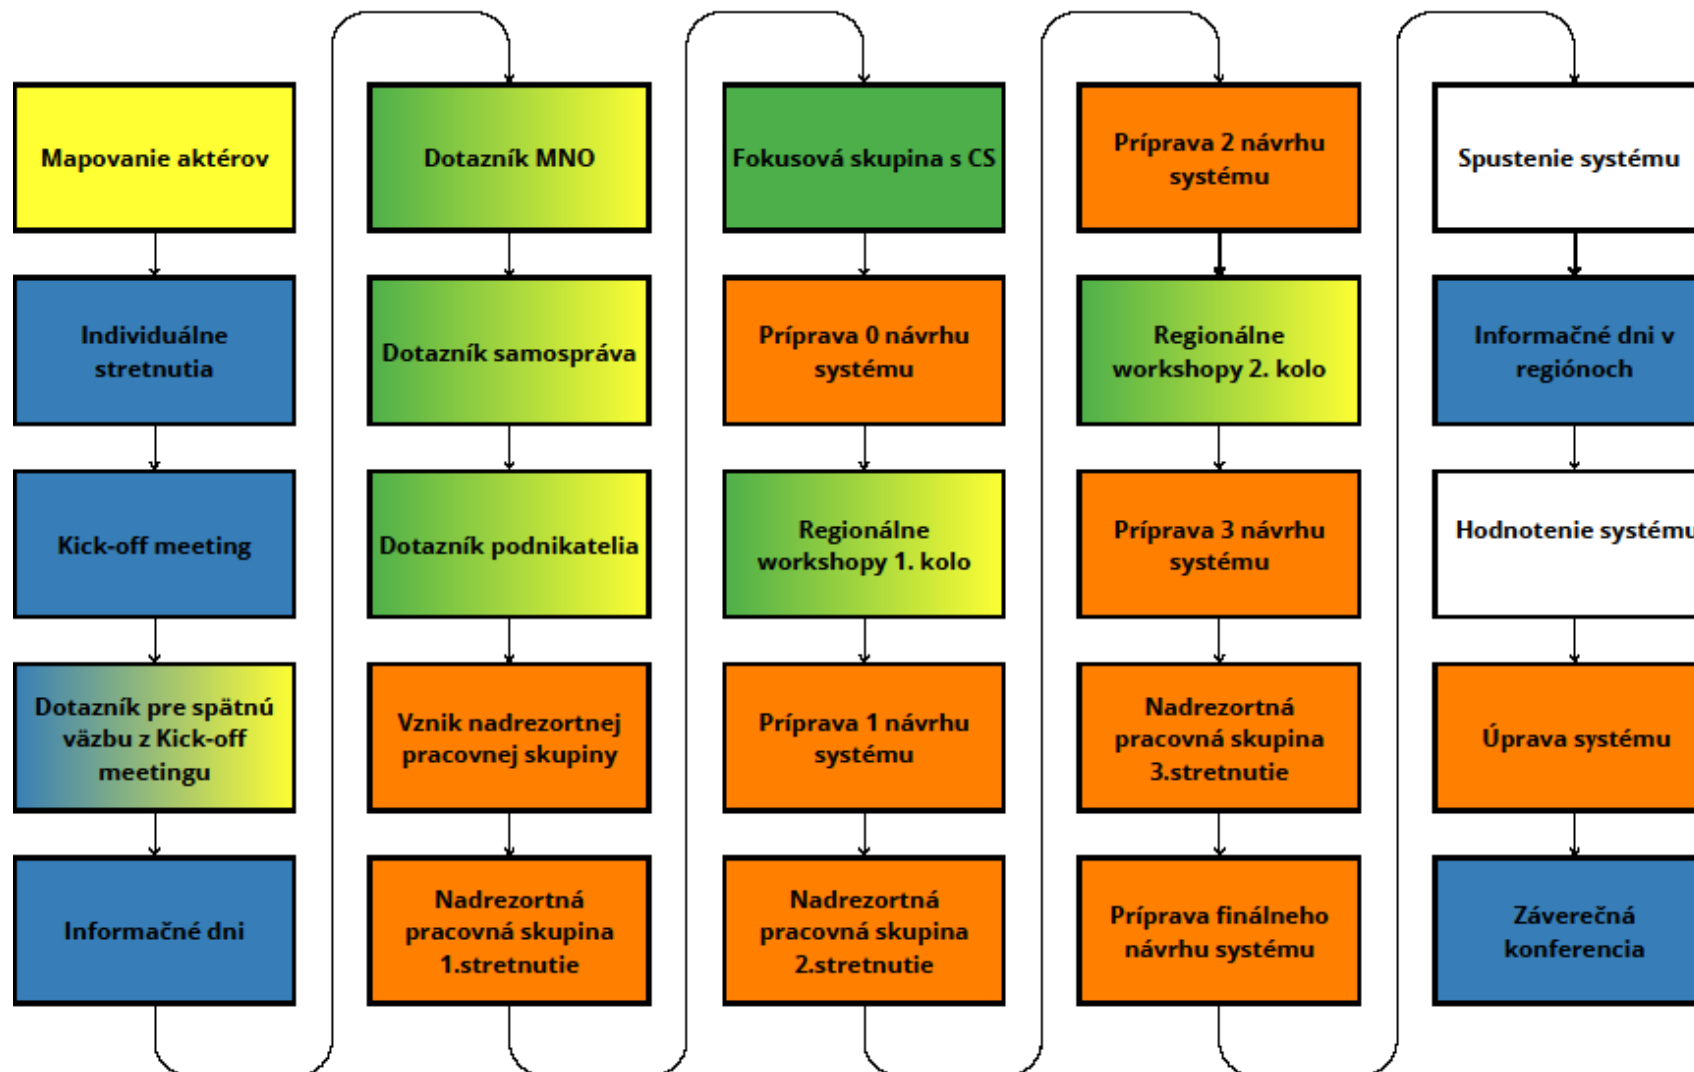 Mapovanie aktérov
Individuálne
stretnutia
Kick-off meeting
Dotazník pre spätnú
väzbu z Kick-off
meetingu
Informačné dni
Dotazník MNO
Dotazník samospráva
Dotazník podnikatelia
Vznik nadrezortnej
pracovnej skupiny
Nadrezortná
pracovná skupina
1.stretnutie
Fokusová skupina s CS
Príprava 0 návrhu
systému
Regionálne
workshopy 1. kolo
Príprava 1 návrhu
systému
Nadrezortná
pracovná skupina
2.stretnutie
Príprava 2 návrhu
systému
Regionálne
workshopy 2. kolo
Príprava 3 návrhu
systému
Nadrezortná
pracovná skupina
3.stretnutie
Príprava finálneho
návrhu systému
Spustenie systému
Informačné dni v
regiónoch
Hodnotenie systému
Úprava systému
Záverečná
konferencia